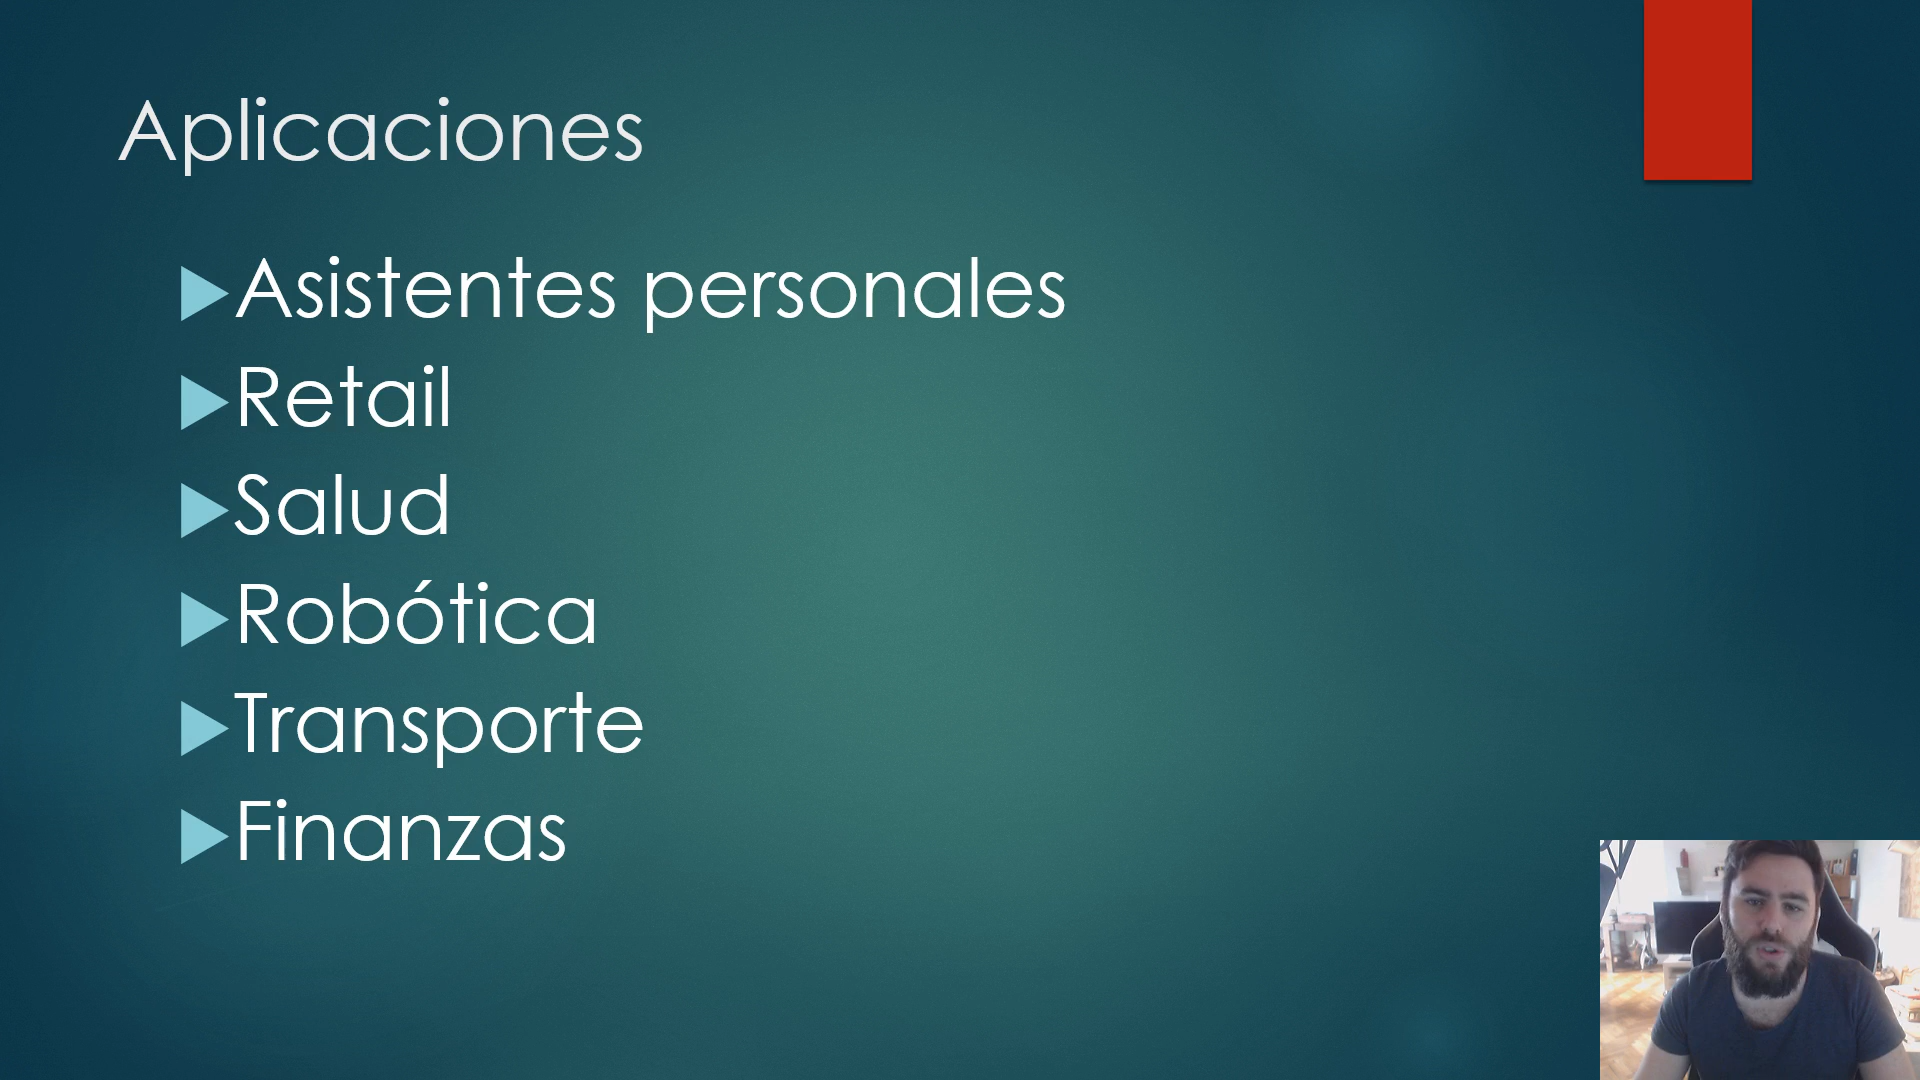 Aplicaciones
Asistentes personales
Retail
Salud
Robótica
Transporte
Finanzas